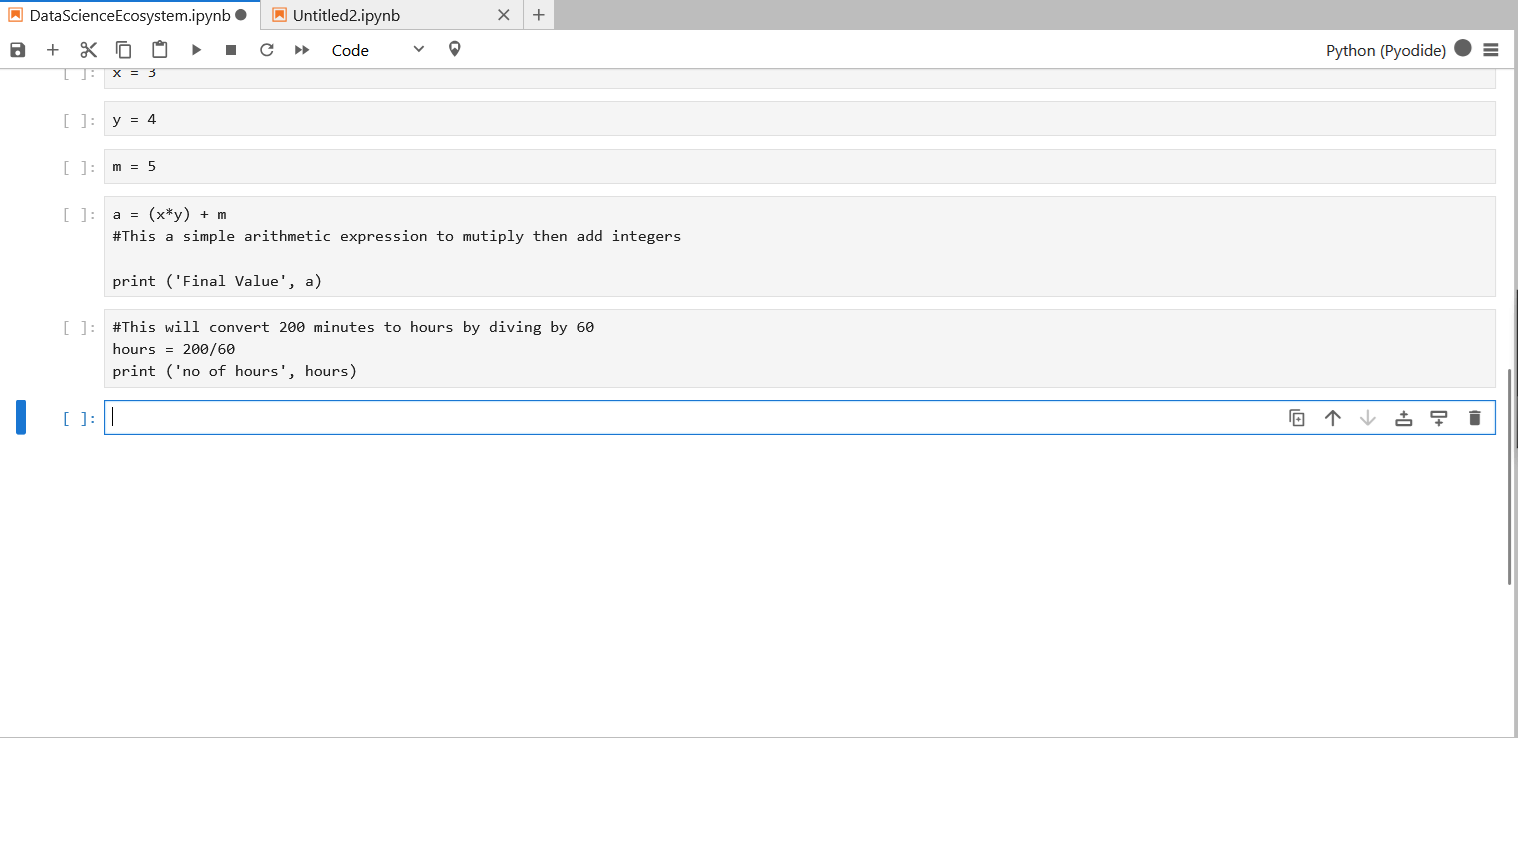 DataScienceEcosystem.ipynb
Untitled2.ipynb
Code
Python (Pyodide)
[ ]: x = 3
[ ]: y = 4
[ ]: m = 5
[ ]: a = (x*y) + m
#This a simple arithmetic expression to mutiply then add integers
print ('Final Value', a)
[ ]: #This will convert 200 minutes to hours by diving by 60
hours = 200/60
print ('no of hours', hours)
[ ]: